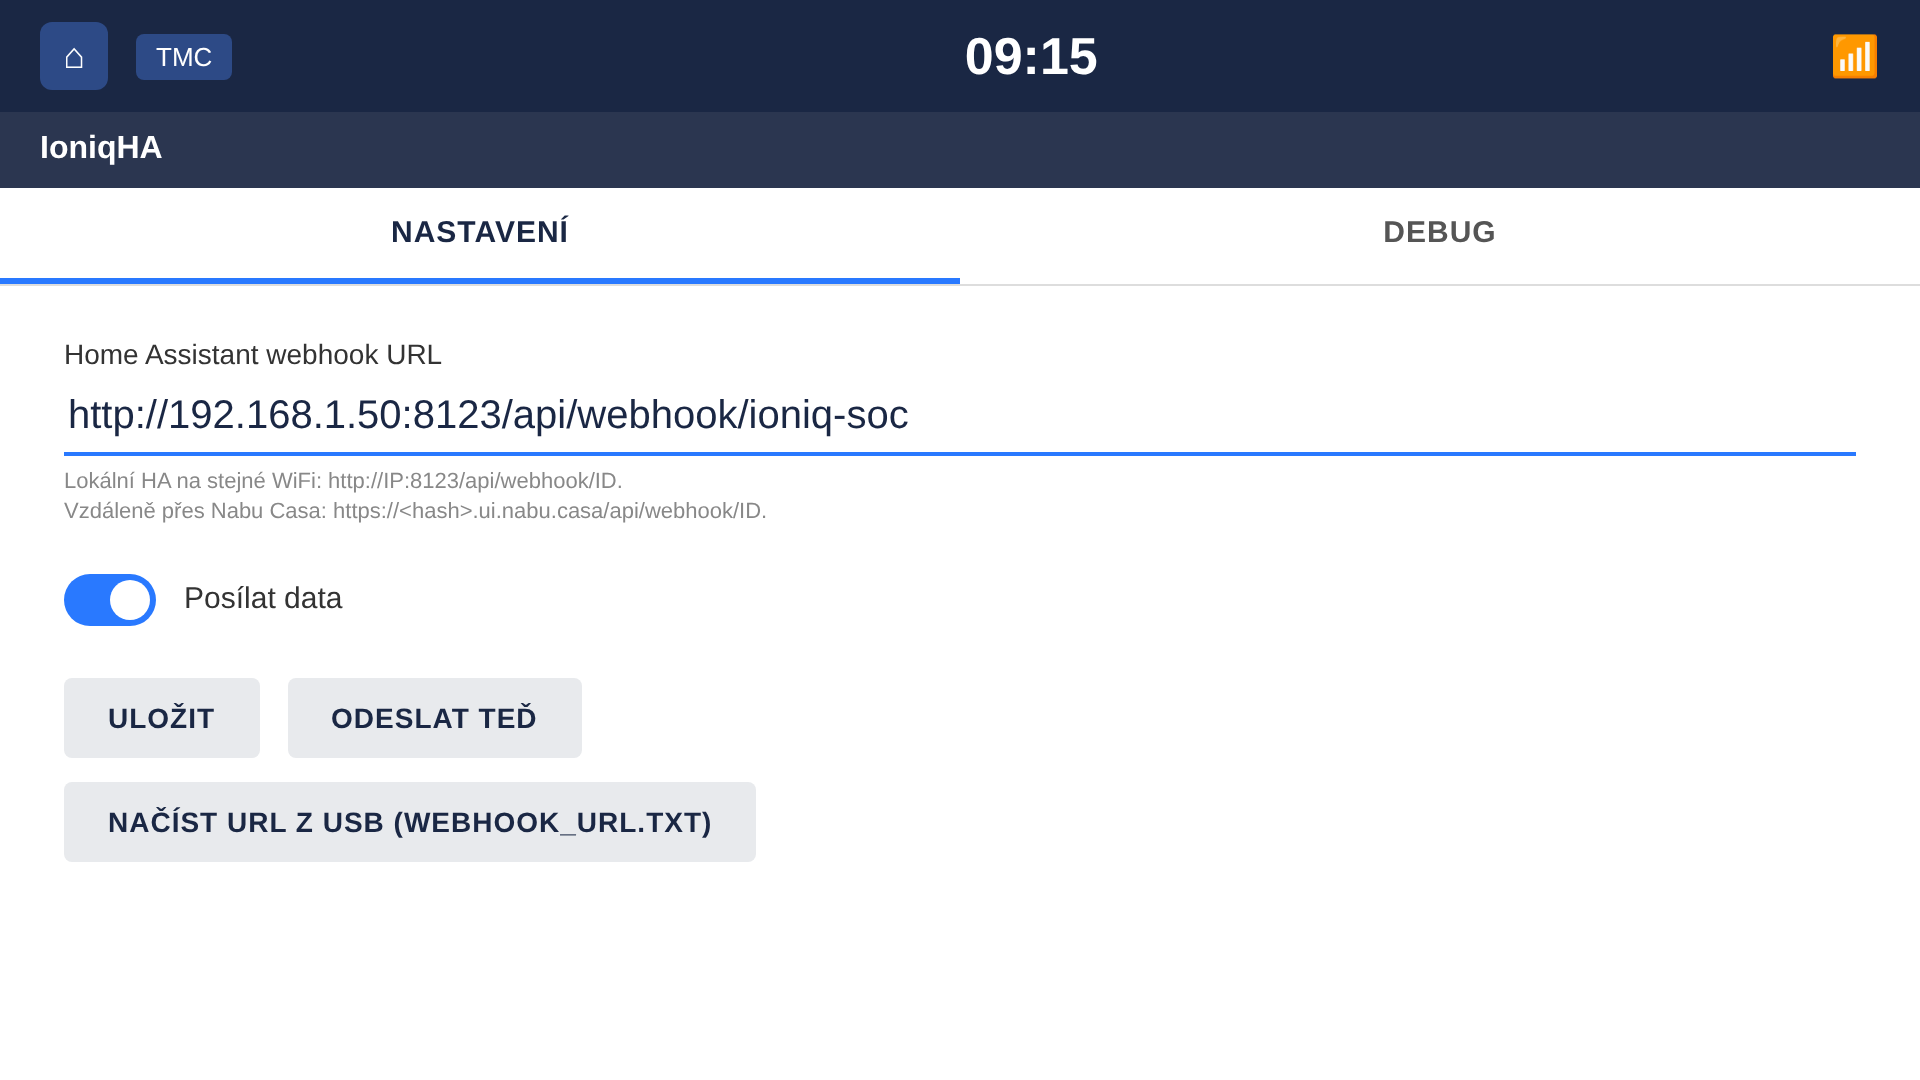 TMC
09:15
IoniqHA
NASTAVENÍ
DEBUG
Home Assistant webhook URL
http://192.168.1.50:8123/api/webhook/ioniq-soc
Lokální HA na stejné WiFi: http://IP:8123/api/webhook/ID.
Vzdáleně přes Nabu Casa: https://<hash>.ui.nabu.casa/api/webhook/ID.
Posílat data
ULOŽIT
ODESLAT TEĎ
NAČÍST URL Z USB (WEBHOOK_URL.TXT)